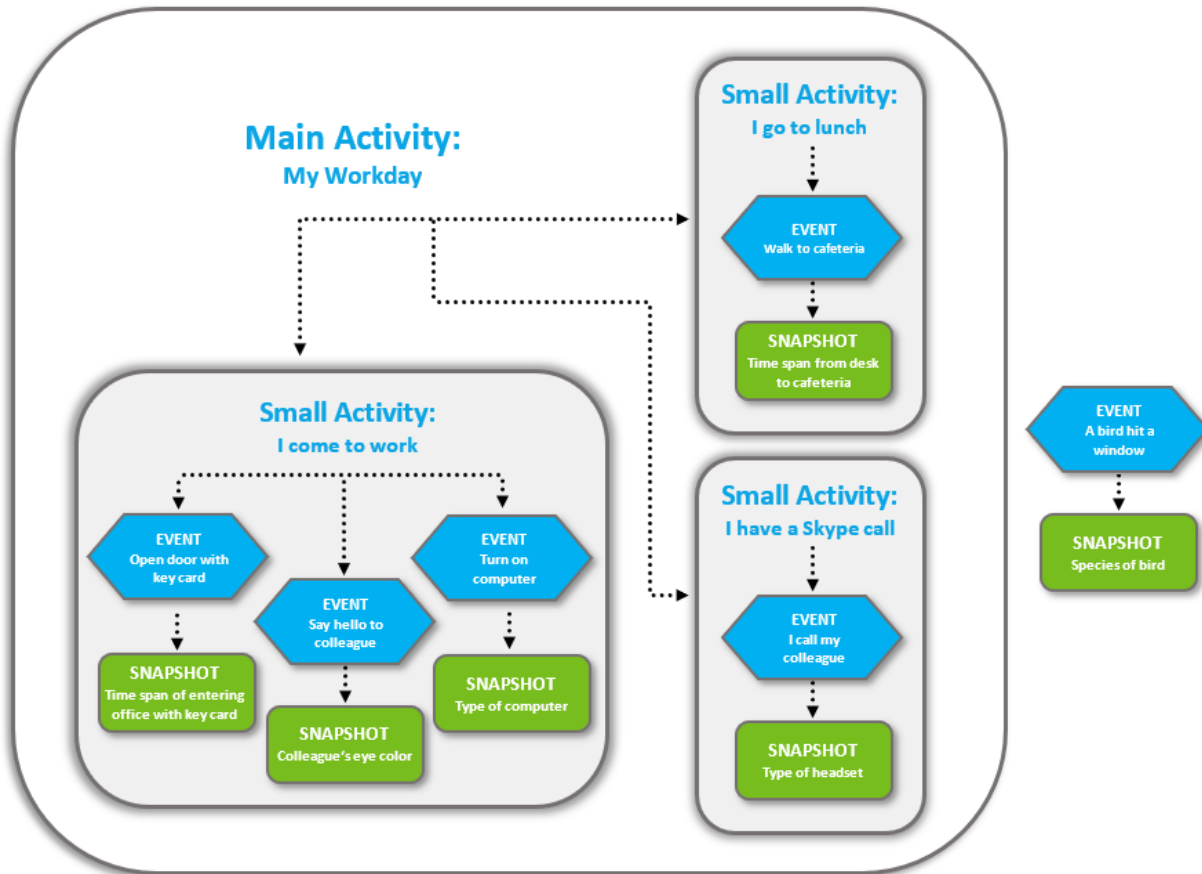 Main Activity:
My Workday
Small Activity:
I go to lunch
EVENT
Walk to cafeteria
SNAPSHOT
Time span from desk
to cafeteria
Small Activity:
I come to work
EVENT
Open door with
key card
SNAPSHOT
Time span of entering
office with key card
EVENT
Say hello to
colleague
SNAPSHOT
Colleague‘s eye color
EVENT
Turn on
computer
SNAPSHOT
Type of computer
Small Activity:
I have a Skype call
EVENT
I call my
colleague
SNAPSHOT
Type of headset
EVENT
A bird hit a
window
SNAPSHOT
Species of bird